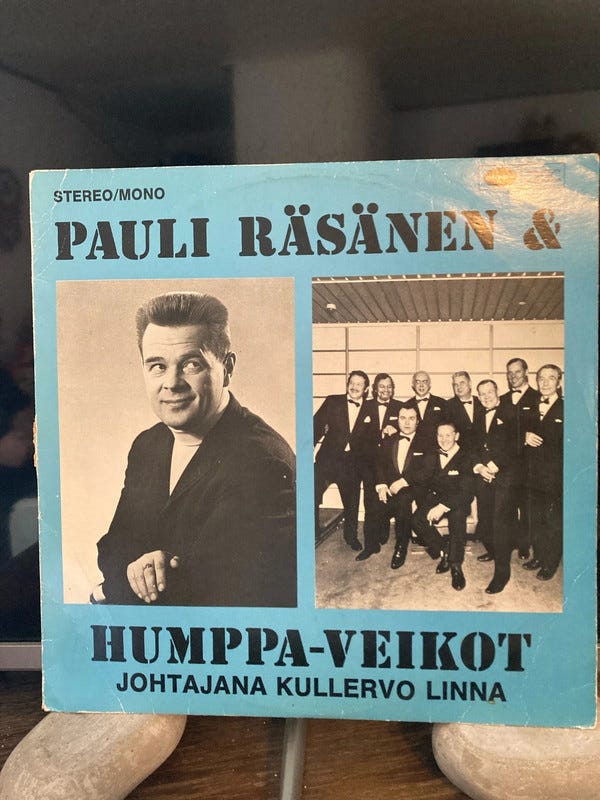 STEREO/MONO
PAULI RÄSÄNEN &
HUMPPA-VEIKOT
JOHTAJANA KULLERVO LINNA